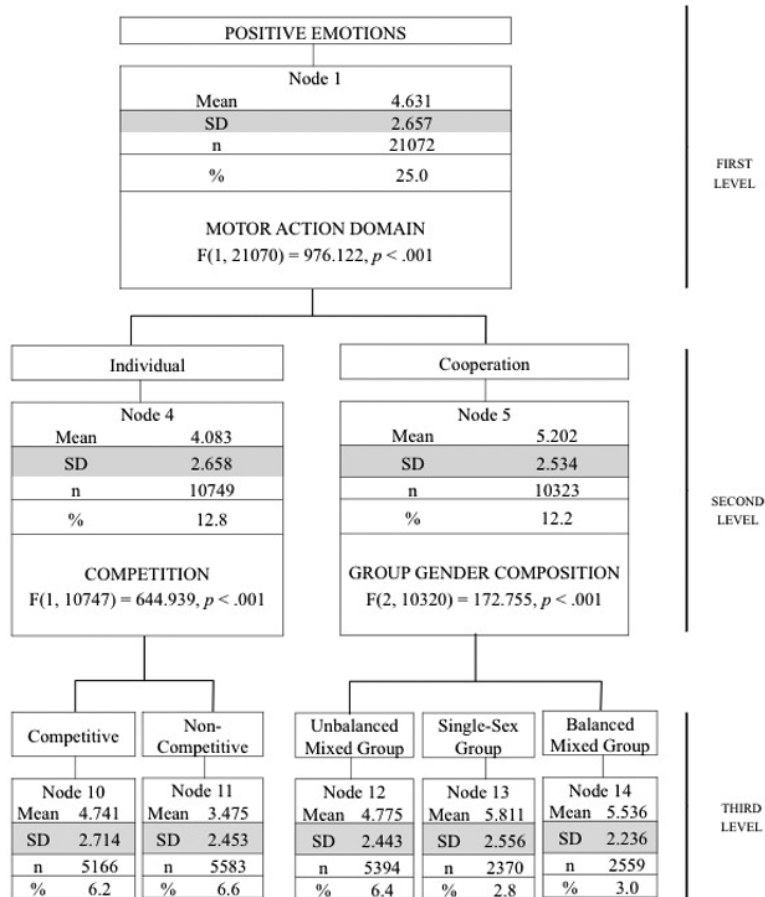 POSITIVE EMOTIONS
Node 1
Mean 4.631
SD 2.657
n 21072
% 25.0
MOTOR ACTION DOMAIN
F(1, 21070) = 976.122, p < .001
FIRST
LEVEL
Individual
Node 4
Mean 4.083
SD 2.658
n 10749
% 12.8
COMPETITION
F(1, 10747) = 644.939, p < .001
Cooperation
Node 5
Mean 5.202
SD 2.534
n 10323
% 12.2
GROUP GENDER COMPOSITION
F(2, 10320) = 172.755, p < .001
SECOND
LEVEL
Competitive
Node 10
Mean 4.741
SD 2.714
n 5166
% 6.2
Non-
Competitive
Node 11
Mean 3.475
SD 2.453
n 5583
% 6.6
Unbalanced
Mixed Group
Node 12
Mean 4.775
SD 2.443
n 5394
% 6.4
Single-Sex
Group
Node 13
Mean 5.811
SD 2.556
n 2370
% 2.8
Balanced
Mixed Group
Node 14
Mean 5.536
SD 2.236
n 2559
% 3.0
THIRD
LEVEL